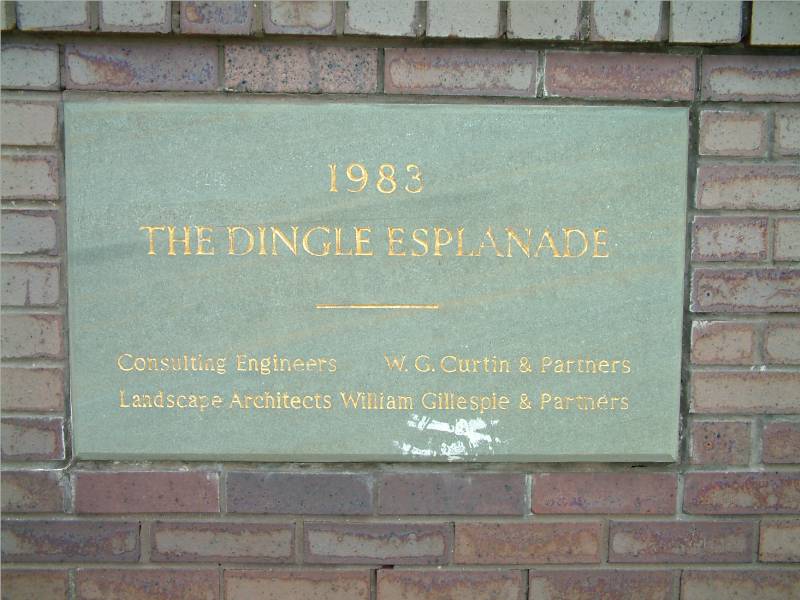 1983
THE DINGLE ESPLANADE
Consulting Engineers W. G. Curtin & Partners
Landscape Architects William Gillespie & Partners